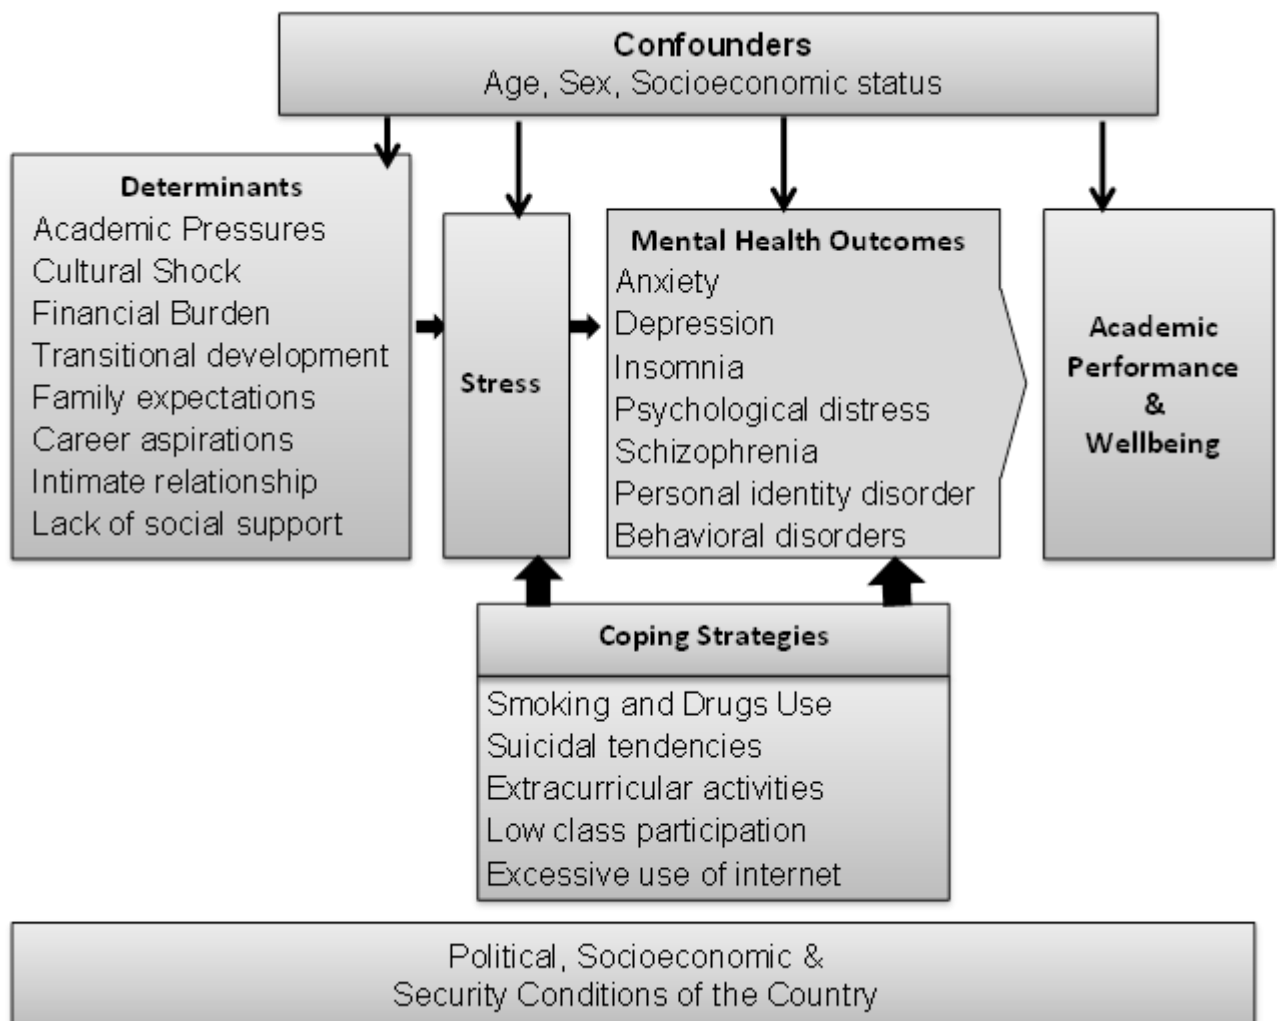 Confounders
Age, Sex, Socioeconomic status
Determinants
Academic Pressures
Cultural Shock
Financial Burden
Transitional development
Family expectations
Career aspirations
Intimate relationship
Lack of social support
Stress
Mental Health Outcomes
Anxiety
Depression
Insomnia
Psychological distress
Schizophrenia
Personal identity disorder
Behavioral disorders
Academic
Performance
&
Wellbeing
Coping Strategies
Smoking and Drugs Use
Suicidal tendencies
Extracurricular activities
Low class participation
Excessive use of internet
Political, Socioeconomic &
Security Conditions of the Country